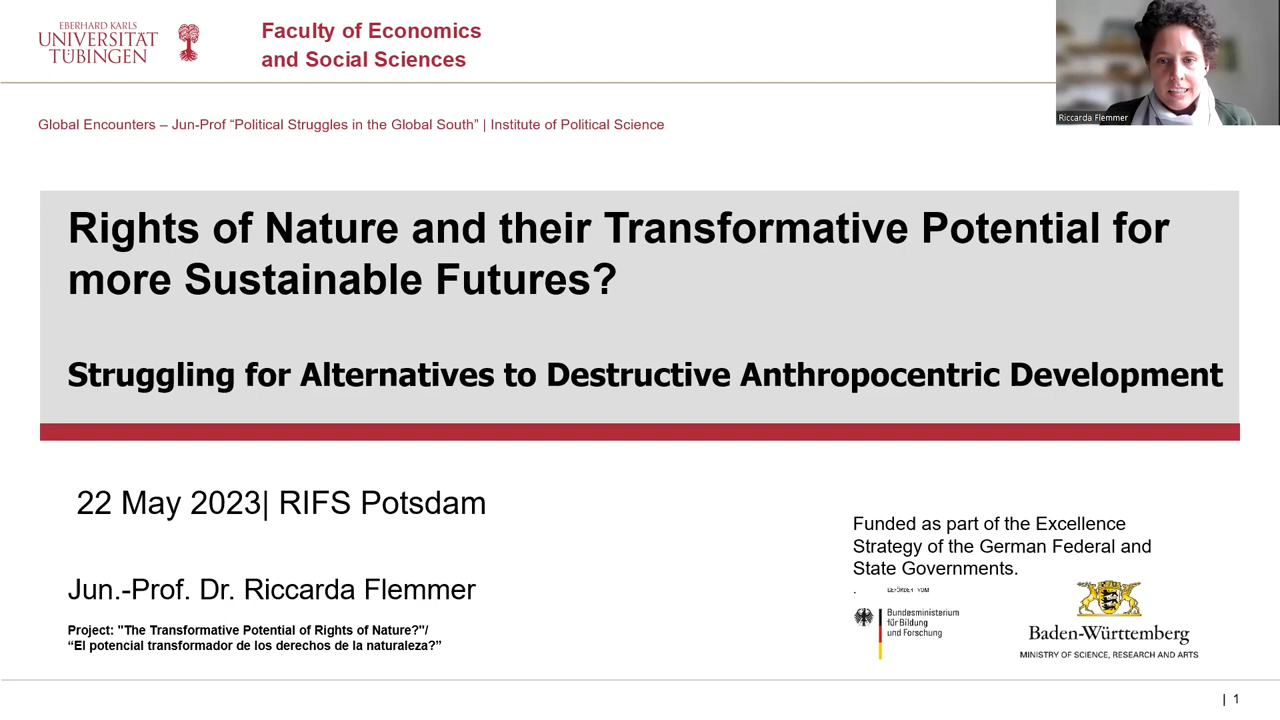 EBERHARD KARLS
UNIVERSITÄT
TÜBINGEN
Faculty of Economics
and Social Sciences
Riccarda Flemmer
Global Encounters – Jun-Prof “Political Struggles in the Global South” | Institute of Political Science
Rights of Nature and their Transformative Potential for
more Sustainable Futures?
Struggling for Alternatives to Destructive Anthropocentric Development
22 May 2023| RIFS Potsdam
Jun.-Prof. Dr. Riccarda Flemmer
Project: "The Transformative Potential of Rights of Nature?"/
“El potencial transformador de los derechos de la naturaleza?”
Funded as part of the Excellence
Strategy of the German Federal and
State Governments.
.
GEFÖRDERT VOM
Bundesministerium
für Bildung
und Forschung
Baden-Württemberg
MINISTRY OF SCIENCE, RESEARCH AND ARTS
| 1